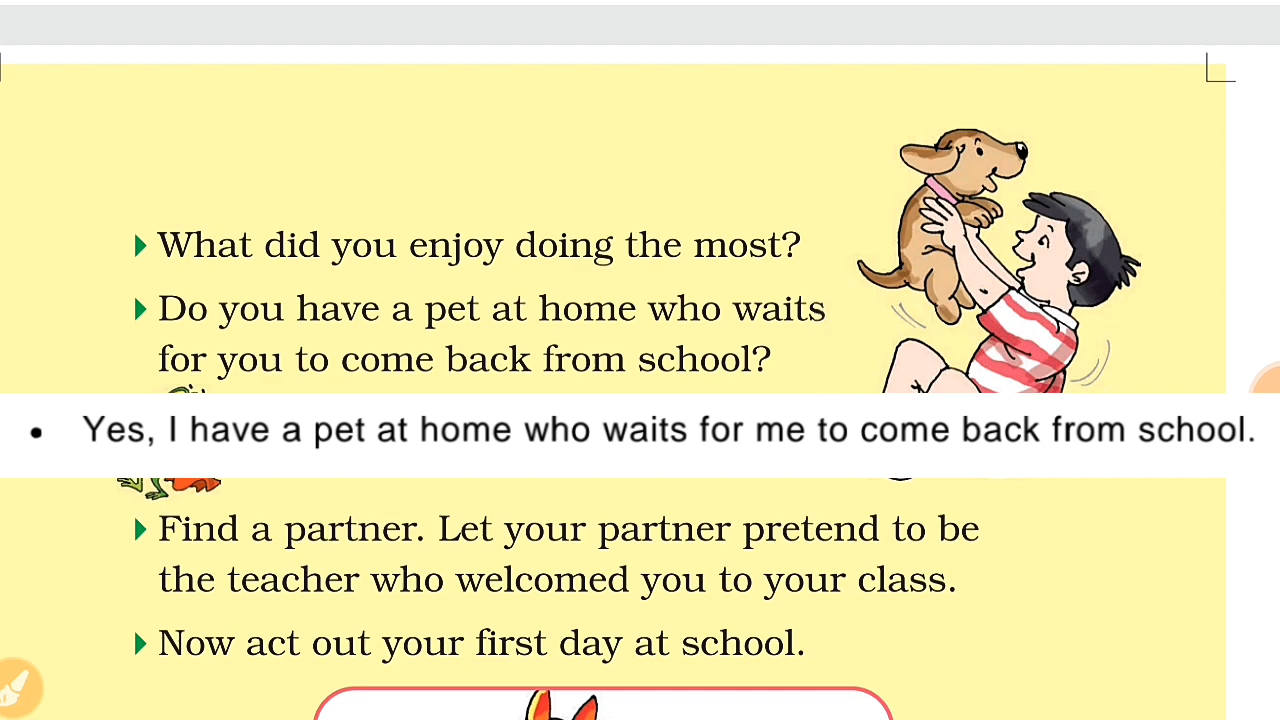 What did you enjoy doing the most?
Do you have a pet at home who waits
for you to come back from school?
Yes, I have a pet at home who waits for me to come back from school.
Find a partner. Let your partner pretend to be
the teacher who welcomed you to your class.
Now act out your first day at school.